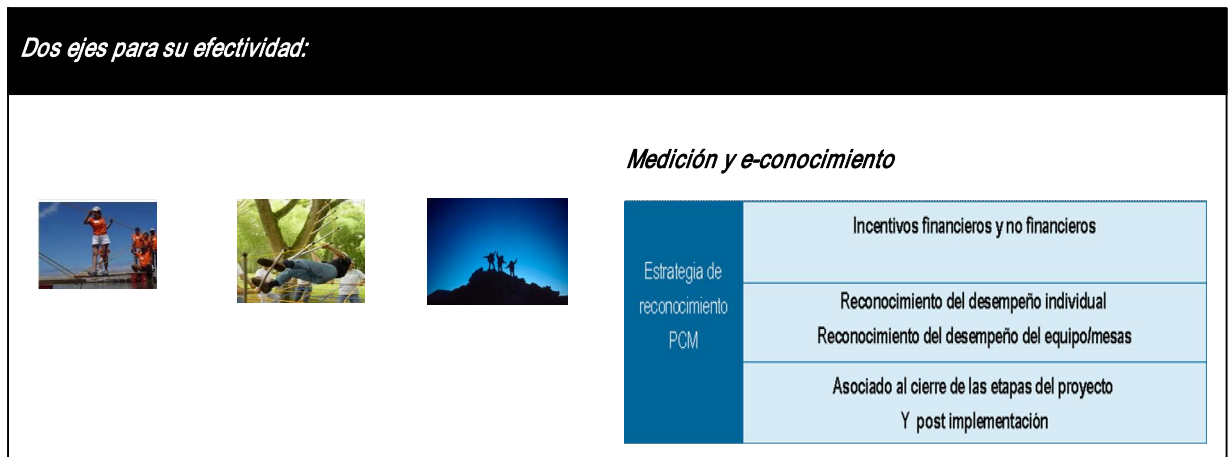 Dos ejes para su efectividad:
Medición y e-conocimiento
Estrategia de
reconocimiento
PCM
Incentivos financieros y no financieros
Reconocimiento del desempeño individual
Reconocimiento del desempeño del equipo/mesas
Asociado al cierre de las etapas del proyecto
Y post implementación